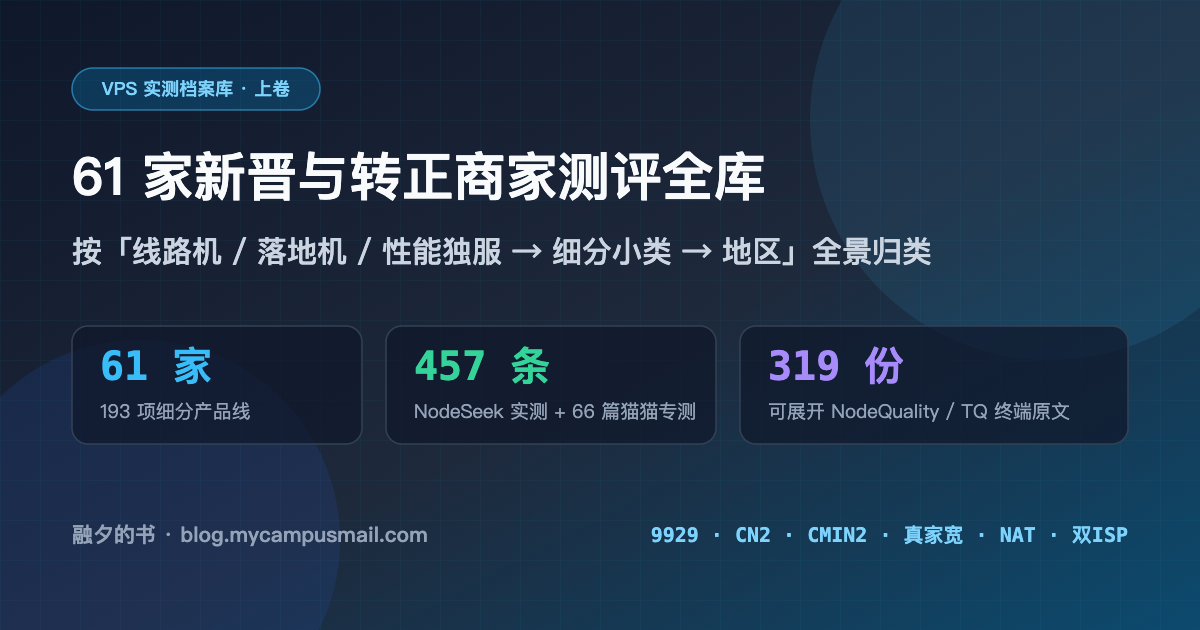 VPS 实测档案库 · 上卷
61 家新晋与转正商家测评全库
按「线路机 / 落地机 / 性能独服 → 细分小类 → 地区」全景归类
61 家
193 项细分产品线
457 条
NodeSeek 实测 + 66 篇猫猫专测
319 份
可展开 NodeQuality / TQ 终端原文
融夕的书 · blog.mycampusmail.com
9929 · CN2 · CMIN2 · 真家宽 · NAT · 双ISP